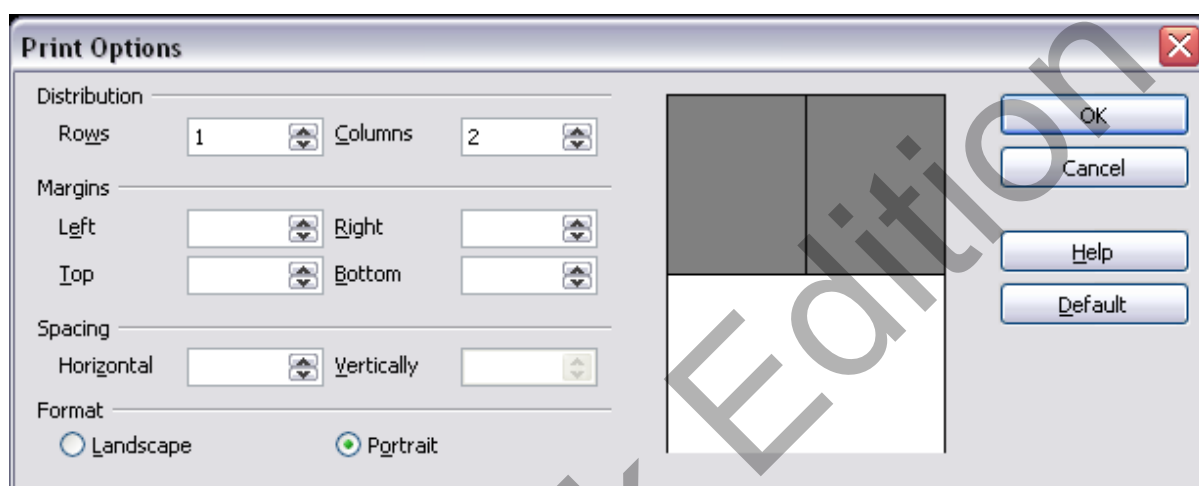 Print Options
Distribution
Rows 1 Columns 2
Margins
Left Right
Top Bottom
Spacing
Horizontal Vertically
Format
Landscape Portrait
OK
Cancel
Help
Default
k Edition